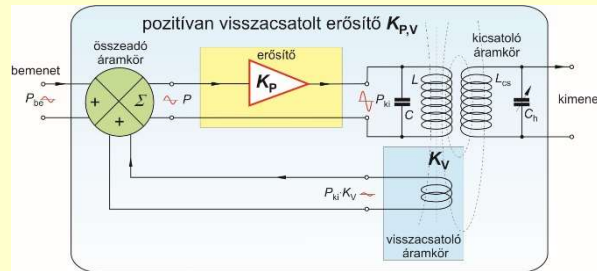 pozitívan visszacsatolt erősítő K_P,V
összeadó
áramkör
erősítő
kicsatoló
áramkör
bemenet
P_be
+ Σ
+
P
K_P
P_ki
L
C
L_cs
C_h
kimene
K_V
P_ki·K_V
visszacsatoló
áramkör